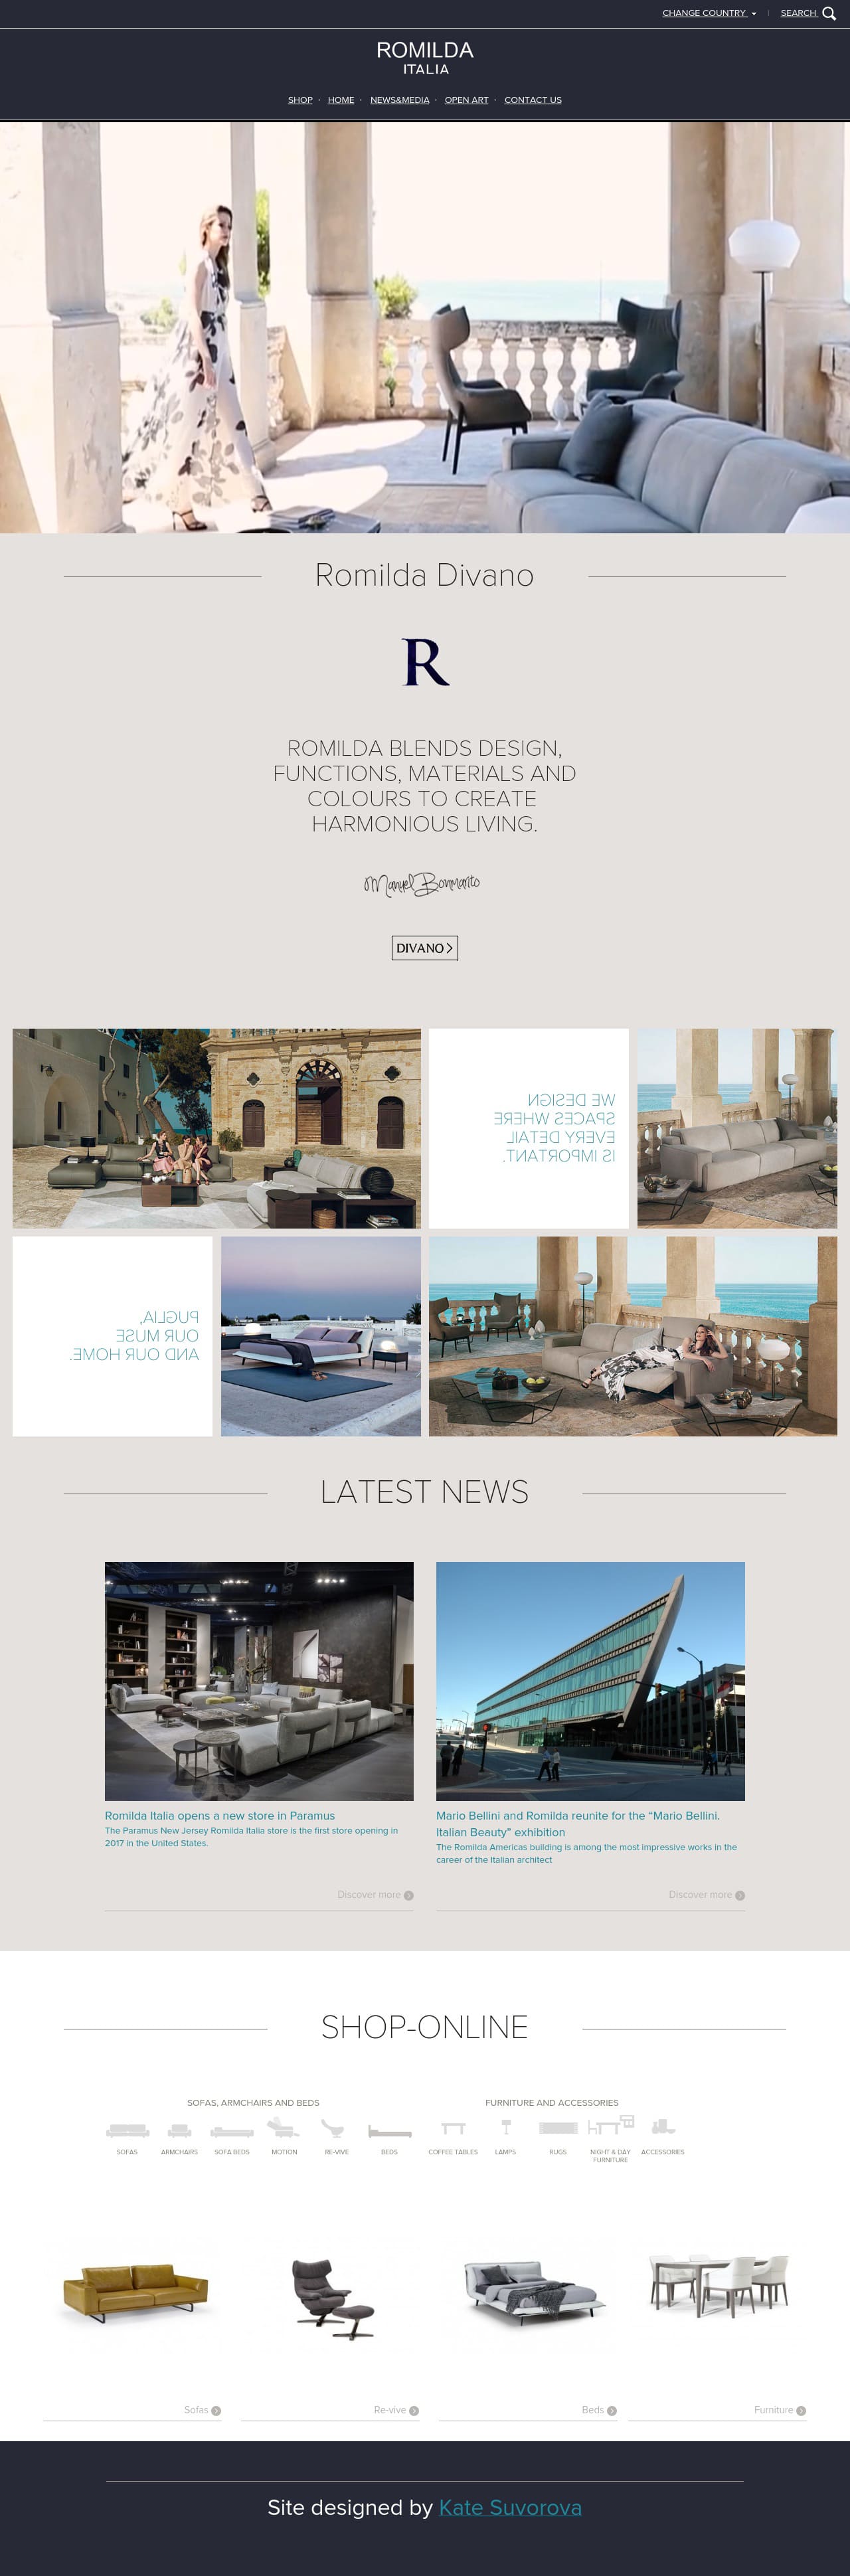 CHANGE COUNTRY
|
SEARCH
ROMILDA
ITALIA
SHOP · HOME · NEWS&MEDIA · OPEN ART · CONTACT US
Romilda Divano
R
ROMILDA BLENDS DESIGN,
FUNCTIONS, MATERIALS AND
COLOURS TO CREATE
HARMONIOUS LIVING.
DIVANO >
WE DESIGN
SPACES WHERE
EVERY DETAIL
IS IMPORTANT.
PUGLIA,
OUR MUSE
AND OUR HOME.
LATEST NEWS
Romilda Italia opens a new store in Paramus
The Paramus New Jersey Romilda Italia store is the first store opening in
2017 in the United States.
Discover more
Mario Bellini and Romilda reunite for the “Mario Bellini.
Italian Beauty” exhibition
The Romilda Americas building is among the most impressive works in the
career of the Italian architect
Discover more
SHOP-ONLINE
SOFAS, ARMCHAIRS AND BEDS
SOFAS ARMCHAIRS SOFA BEDS MOTION RE-VIVE BEDS
FURNITURE AND ACCESSORIES
COFFEE TABLES LAMPS RUGS NIGHT & DAY ACCESSORIES
FURNITURE
Sofas
Re-vive
Beds
Furniture
Site designed by Kate Suvorova